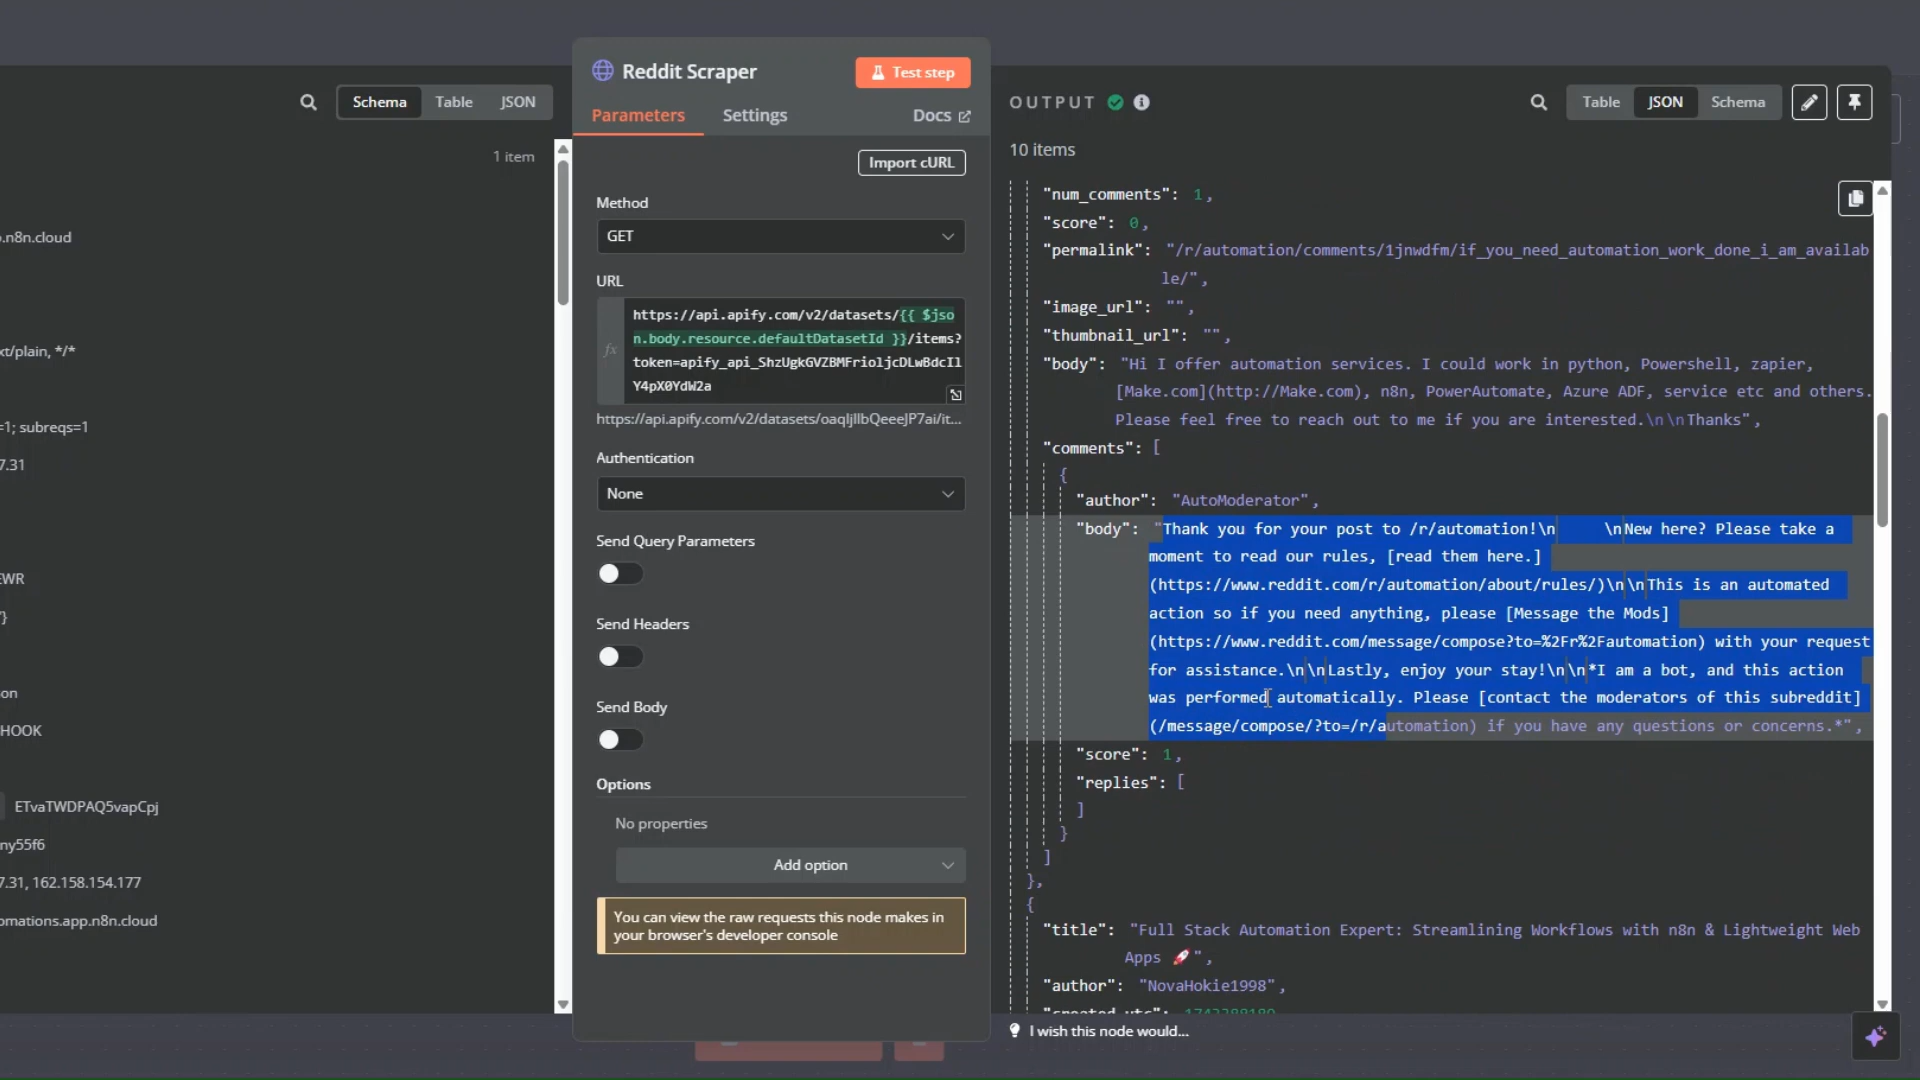 Schema Table JSON
1 item
o.n8n.cloud
xt/plain, */*
=1; subreqs=1
7.31
EWR
'}
on
HOOK
ETvaTWDPAQ5vapCpj
ny55f6
7.31, 162.158.154.177
omations.app.n8n.cloud
Reddit Scraper
Test step
Parameters Settings Docs
Import cURL
Method
GET
URL
fx
https://api.apify.com/v2/datasets/{{ $jso
n.body.resource.defaultDatasetId }}/items?
token=apify_api_ShzUgkGVZBMFrioljcDLwBdcIl
Y4pX0YdW2a
https://api.apify.com/v2/datasets/oaqIjIlbQeeeJP7ai/it...
Authentication
None
Send Query Parameters
Send Headers
Send Body
Options
No properties
Add option
You can view the raw requests this node makes in
your browser's developer console
OUTPUT
Table JSON Schema
10 items
"num_comments": 1,
"score": 0,
"permalink": "/r/automation/comments/1jnwdfm/if_you_need_automation_work_done_i_am_availab
le/",
"image_url": "",
"thumbnail_url": "",
"body": "Hi I offer automation services. I could work in python, Powershell, zapier,
[Make.com](http://Make.com), n8n, PowerAutomate, Azure ADF, service etc and others.
Please feel free to reach out to me if you are interested.\n\nThanks",
"comments": [
{
"author": "AutoModerator",
"body": "Thank you for your post to /r/automation!\n \nNew here? Please take a
moment to read our rules, [read them here.]
(https://www.reddit.com/r/automation/about/rules/)\n\nThis is an automated
action so if you need anything, please [Message the Mods]
(https://www.reddit.com/message/compose?to=%2Fr%2Fautomation) with your request
for assistance.\n\nLastly, enjoy your stay!\n\n*I am a bot, and this action
was performed automatically. Please [contact the moderators of this subreddit]
(/message/compose/?to=/r/automation) if you have any questions or concerns.*",
"score": 1,
"replies": [
]
}
]
},
{
"title": "Full Stack Automation Expert: Streamlining Workflows with n8n & Lightweight Web
Apps 🚀",
"author": "NovaHokie1998",
I wish this node would...